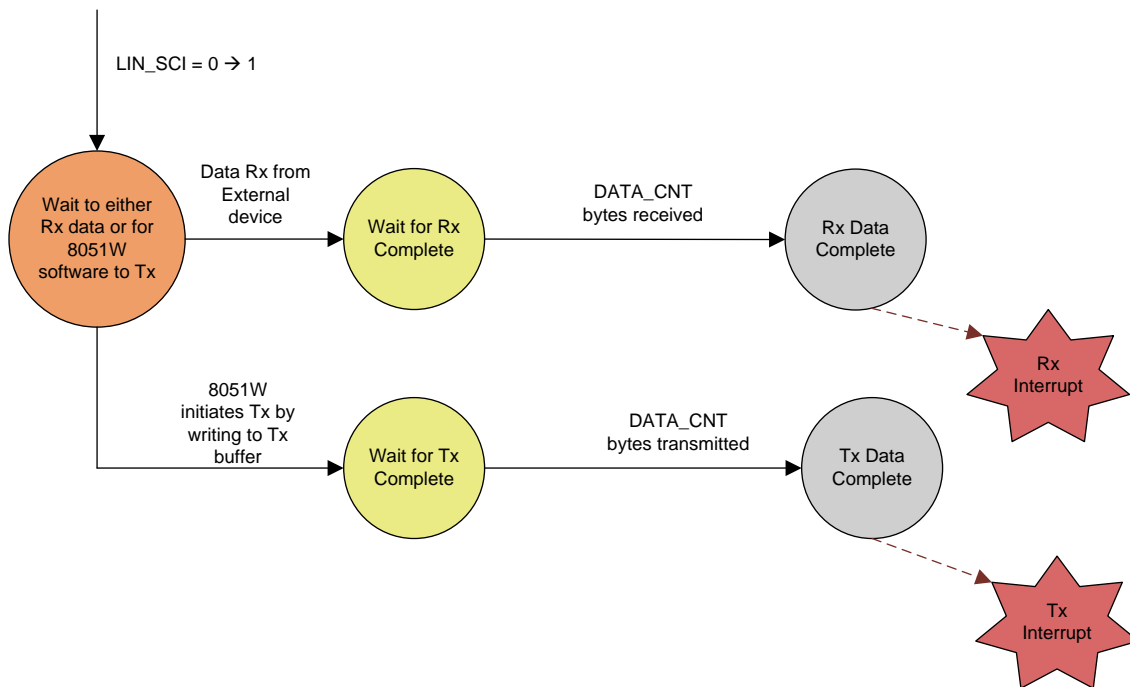 LIN_SCI = 0 → 1
Wait to either
Rx data or for
8051W
software to Tx
Data Rx from
External
device
Wait for Rx
Complete
DATA_CNT
bytes received
Rx Data
Complete
Rx
Interrupt
8051W
initiates Tx by
writing to Tx
buffer
Wait for Tx
Complete
DATA_CNT
bytes transmitted
Tx Data
Complete
Tx
Interrupt